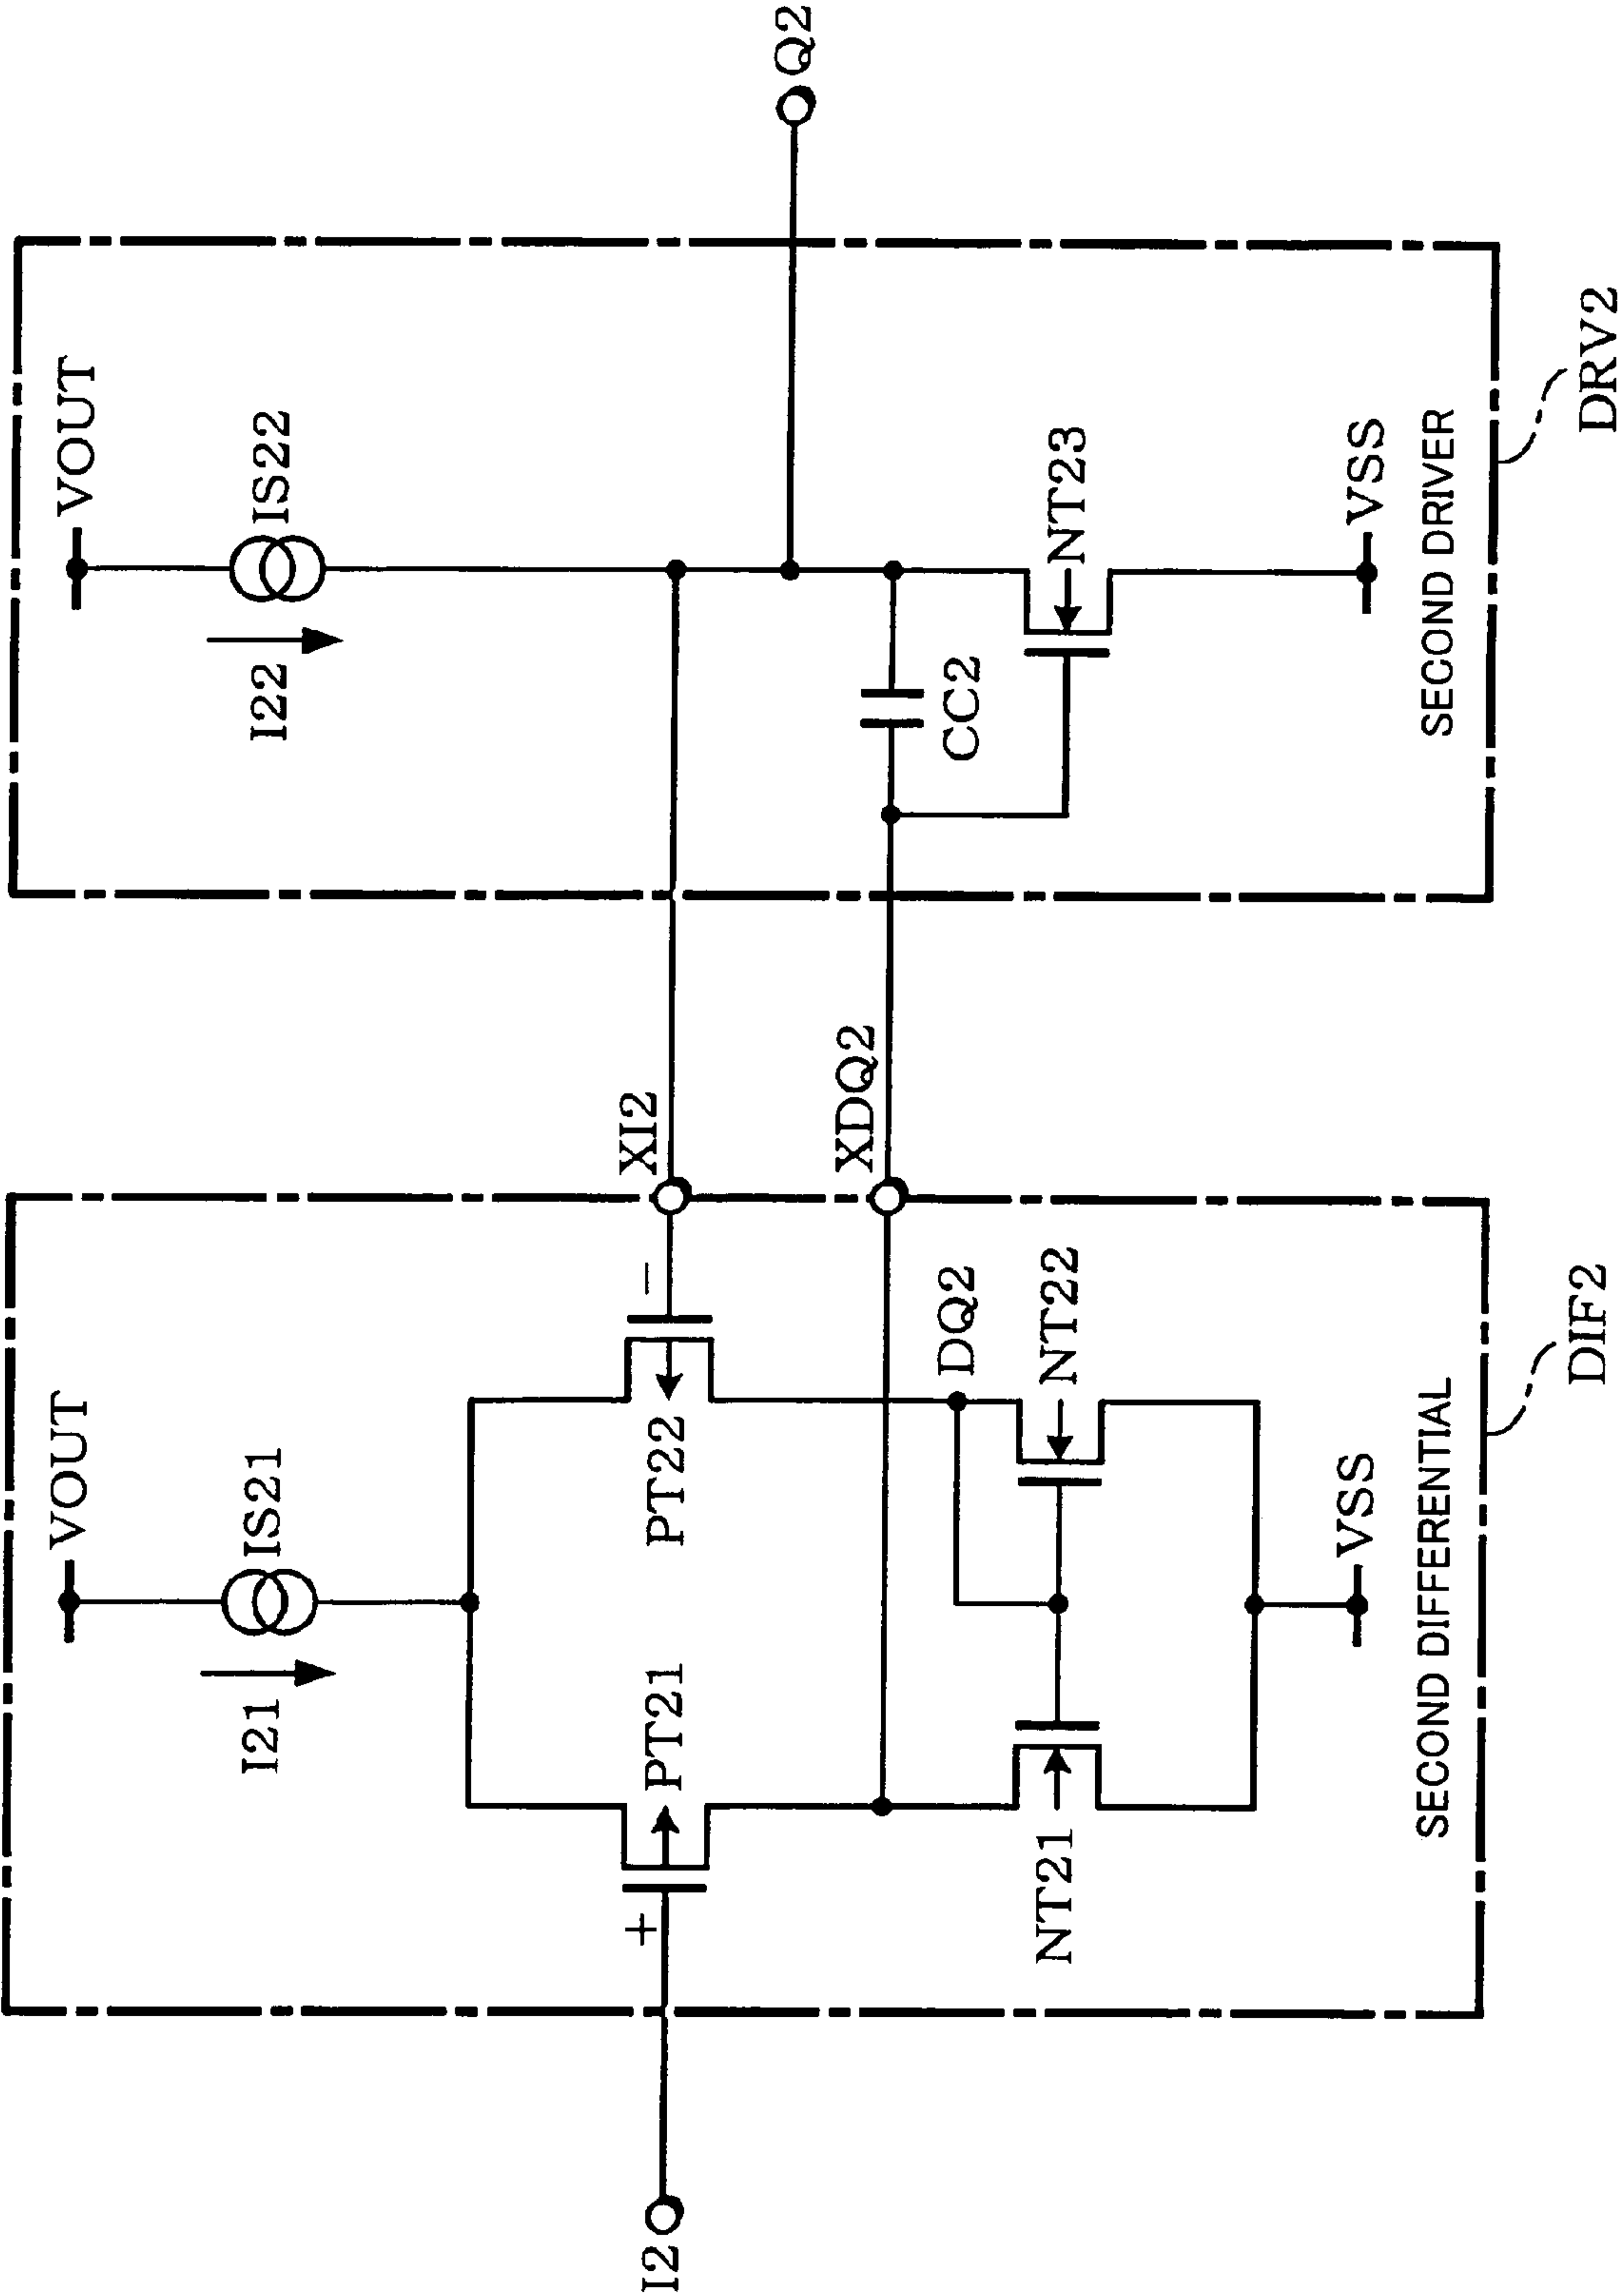 VOUT
VOUT
IS21
IS22
I21
I22
XI2
Q2
+
−
PT21
PT22
I2
XDQ2
CC2
DQ2
NT21
NT22
NT23
VSS
VSS
SECOND DIFFERENTIAL
SECOND DRIVER
DIF2
DRV2